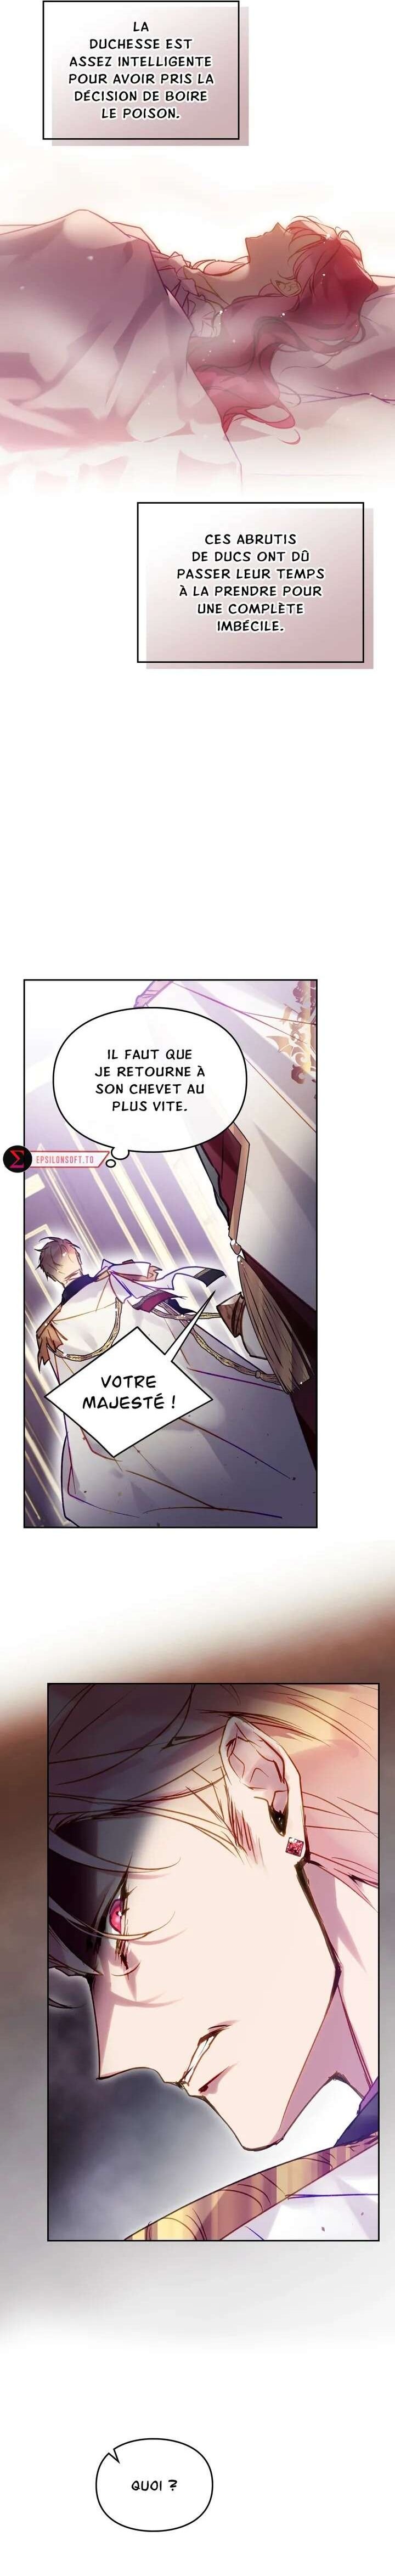 LA
DUCHESSE EST
ASSEZ INTELLIGENTE
POUR AVOIR PRIS LA
DÉCISION DE BOIRE
LE POISON.
CES ABRUTIS
DE DUCS ONT DÛ
PASSER LEUR TEMPS
À LA PRENDRE POUR
UNE COMPLÈTE
IMBÉCILE.
IL FAUT QUE
JE RETOURNE À
SON CHEVET AU
PLUS VITE.
EPSILONSOFT.TO
VOTRE
MAJESTÉ !
QUOI ?